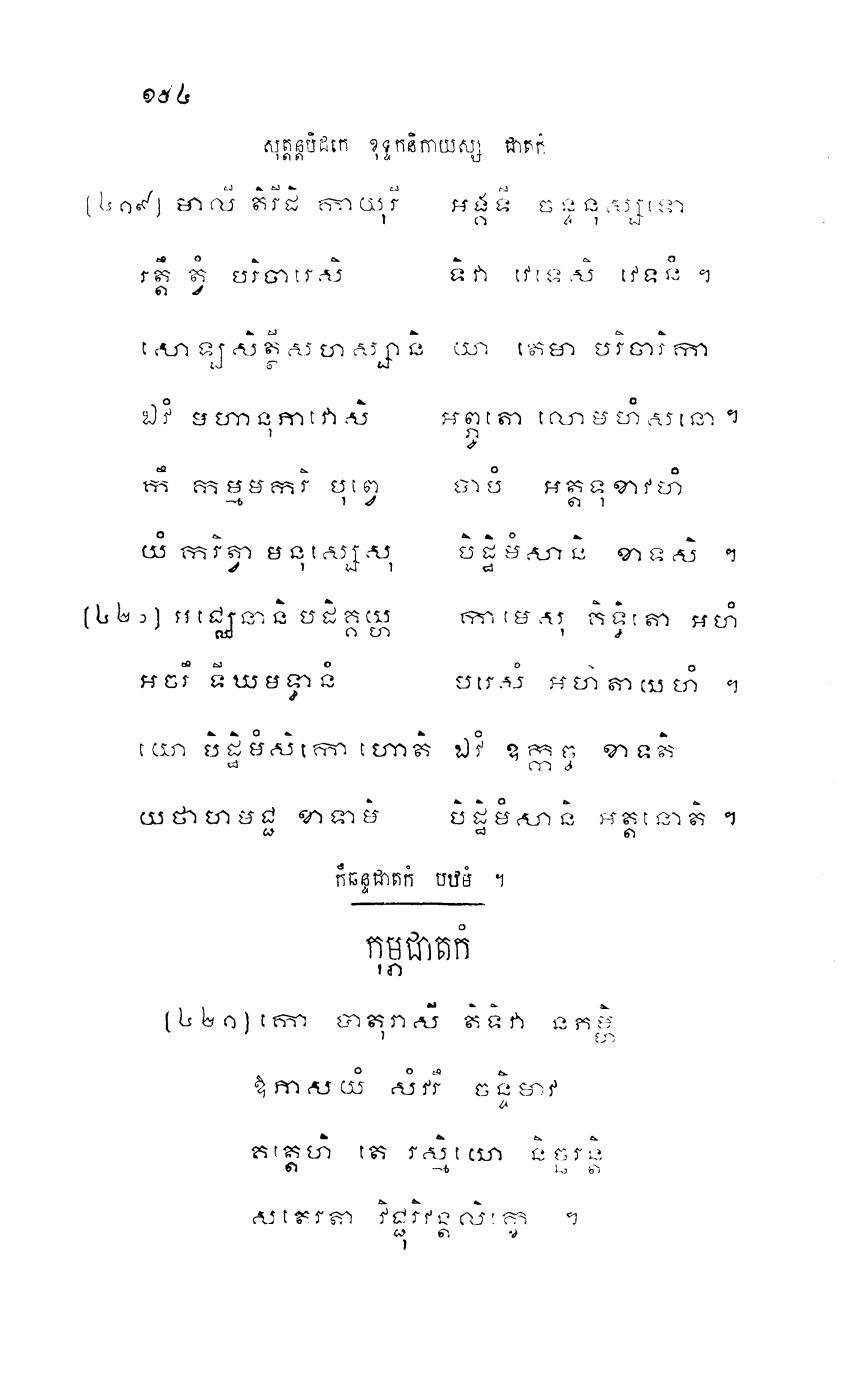 ១៥៤
សុត្តន្តបិដកេ ខុទ្ទកនិកាយស្ស ជាតកំ
(៤១៩) មាលី តិរីដី កាយុរី អង្គទី ចន្ទនុស្សទោ
រត្តឹ ត្វំ បរិចារេសិ ទិវា វេទេសិ វេទនំ ។
សោឡ្យសិត្ថីសហស្សានិ យា តេមា បរិចារិកា
ឯវំ មហានុភាវោសិ អព្ភុតោ លោមហំសនោ ។
កឹ កម្មមករិ បុព្វេ បាបំ អត្តទុខាវហំ
យំ ករិត្វា មនុស្សេសុ បិដ្ឋិមំសានិ ខាទសិ ។
(៤២០) អជ្ឈេនានិ បដិគ្គយ្ហ កាមេសុ គិទ្ធិតោ អហំ
អចរឹ ទីឃមទ្ធានំ បរេសំ អហិតាយហំ ។
យោ បិដ្ឋិមំសិកោ ហោតិ ឯវំ ឧក្កច្ច ខាទតិ
យថាហមជ្ជ ខាទាមិ បិដ្ឋិមំសានិ អត្តនោតិ ។
កឹឆន្ទជាតកំ បឋមំ ។
កុម្ភជាតកំ
(៤២១) កោ បាតុរាសី តិទិវា នភម្ហិ
ឱភាសយំ សំវរឹ ចន្ទិមាវ
គត្តេហិ តេ រស្មិយោ និច្ឆរន្តិ
សតេរតា វិជ្ជុរិវន្តលិក្ខេ ។